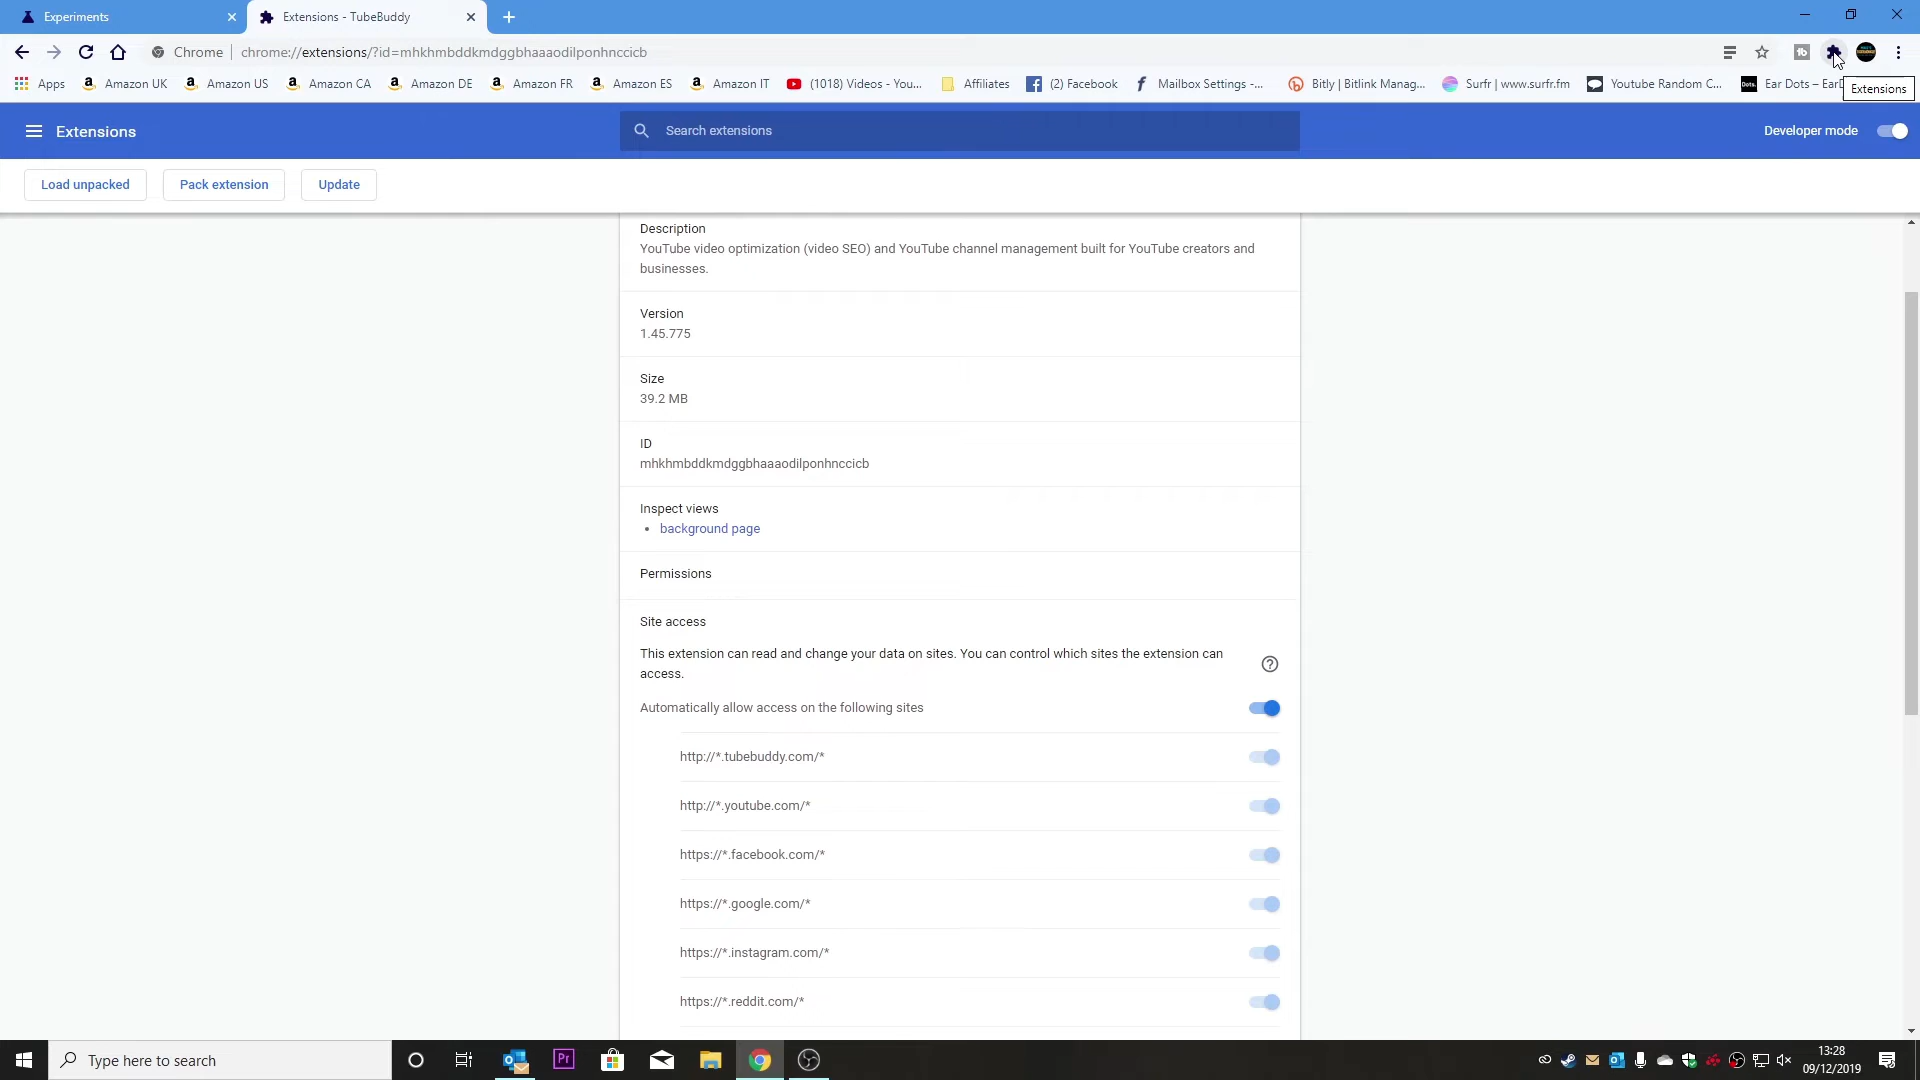 Experiments
Extensions - TubeBuddy
Chrome
chrome://extensions/?id=mhkhmbddkmdggbhaaaodilponhnccicb
Apps
Amazon UK
Amazon US
Amazon CA
Amazon DE
Amazon FR
Amazon ES
Amazon IT
(1018) Videos - You...
Affiliates
(2) Facebook
Mailbox Settings -...
Bitly | Bitlink Manag...
Surfr | www.surfr.fm
Youtube Random C...
Ear Dots – Ear
Extensions
Extensions
Search extensions
Developer mode
Load unpacked
Pack extension
Update
Description
YouTube video optimization (video SEO) and YouTube channel management built for YouTube creators and
businesses.
Version
1.45.775
Size
39.2 MB
ID
mhkhmbddkmdggbhaaaodilponhnccicb
Inspect views
• background page
Permissions
Site access
This extension can read and change your data on sites. You can control which sites the extension can
access.
Automatically allow access on the following sites
http://*.tubebuddy.com/*
http://*.youtube.com/*
https://*.facebook.com/*
https://*.google.com/*
https://*.instagram.com/*
https://*.reddit.com/*
Type here to search
Pr
13:28
09/12/2019